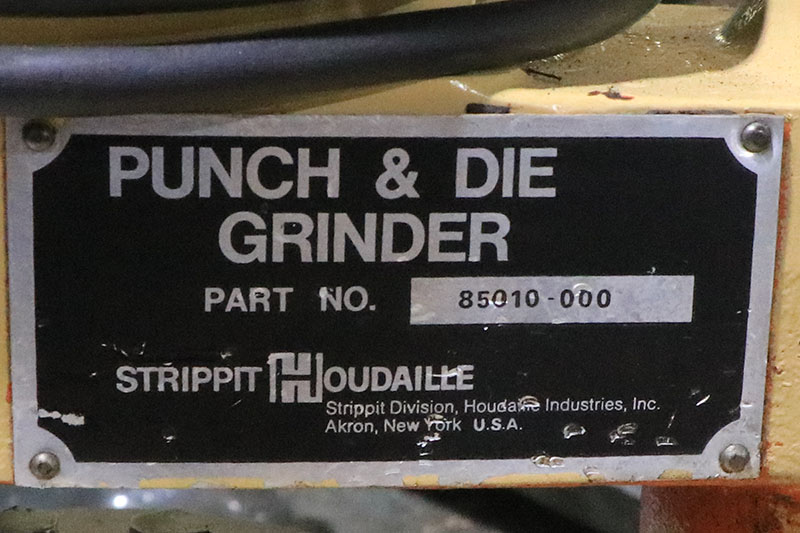 PUNCH & DIE
GRINDER
PART NO. 85010-000
STRIPPIT HOUDAILLE
Strippit Division, Houdaille Industries, Inc.
Akron, New York U.S.A.